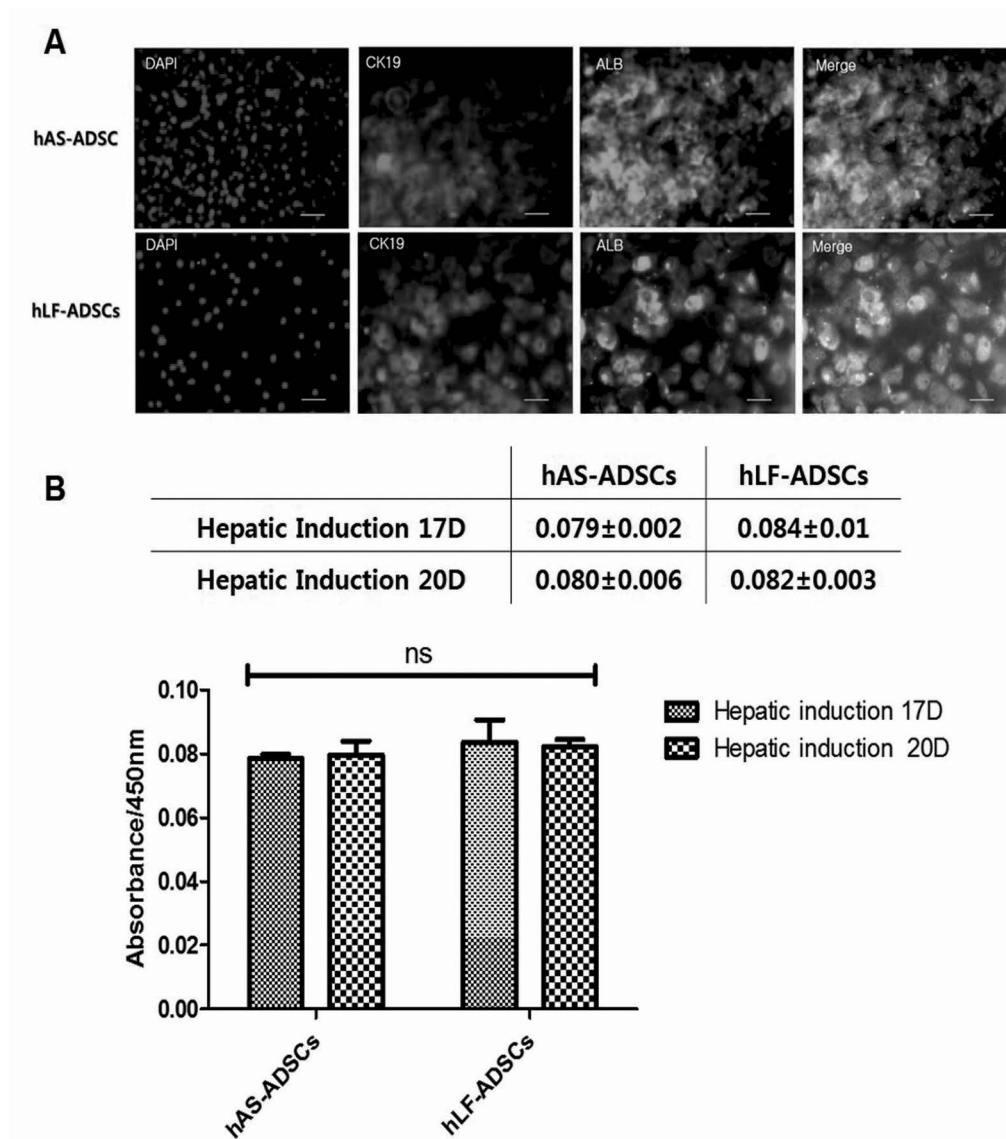 A
DAPI CK19 ALB Merge
hAS-ADSC
DAPI CK19 ALB Merge
hLF-ADSCs
B
hAS-ADSCs hLF-ADSCs
Hepatic Induction 17D 0.079±0.002 0.084±0.01
Hepatic Induction 20D 0.080±0.006 0.082±0.003
ns
0.10
0.08
0.06
0.04
0.02
0.00
Absorbance/450nm
Hepatic induction 17D
Hepatic induction 20D
hAS-ADSCs
hLF-ADSCs